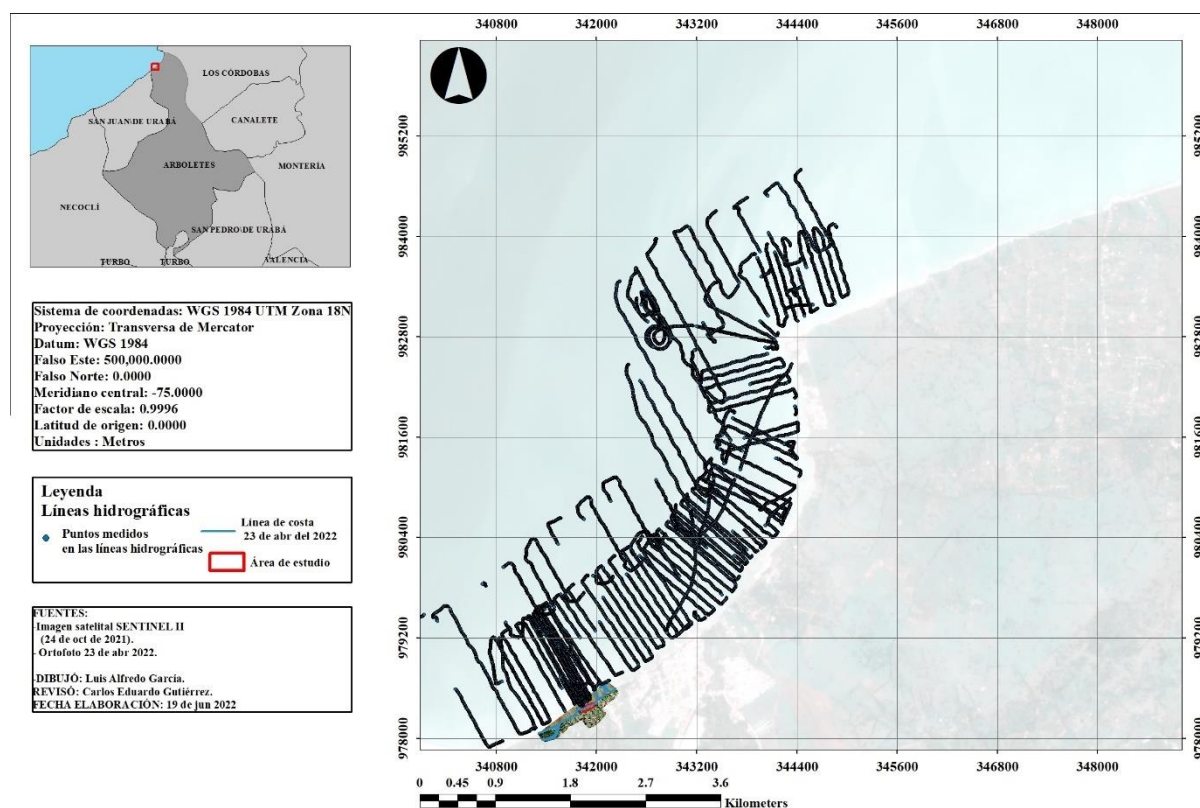 340800 342000 343200 344400 345600 346800 348000
LOS CÓRDOBAS
SAN JUAN DE URABÁ
CANALETE
ARBOLETES
MONTERÍA
NECOCLÍ
SAN PEDRO DE URABÁ
TURBO TURBO VALENCIA
985200 985200
984000 984000
982800 982800
981600 981600
980400 980400
979200 979200
978000 978000
Sistema de coordenadas: WGS 1984 UTM Zona 18N
Proyección: Transversa de Mercator
Datum: WGS 1984
Falso Este: 500,000.0000
Falso Norte: 0.0000
Meridiano central: -75.0000
Factor de escala: 0.9996
Latitud de origen: 0.0000
Unidades : Metros
Leyenda
Líneas hidrográficas
Puntos medidos
en las líneas hidrográficas
Línea de costa
23 de abr del 2022
Área de estudio
FUENTES:
-Imagen satelital SENTINEL II
(24 de oct de 2021).
- Ortofoto 23 de abr 2022.
-DIBUJÓ: Luis Alfredo García.
REVISÓ: Carlos Eduardo Gutiérrez.
FECHA ELABORACIÓN: 19 de jun 2022
340800 342000 343200 344400 345600 346800 348000
0 0.45 0.9 1.8 2.7 3.6
Kilometers